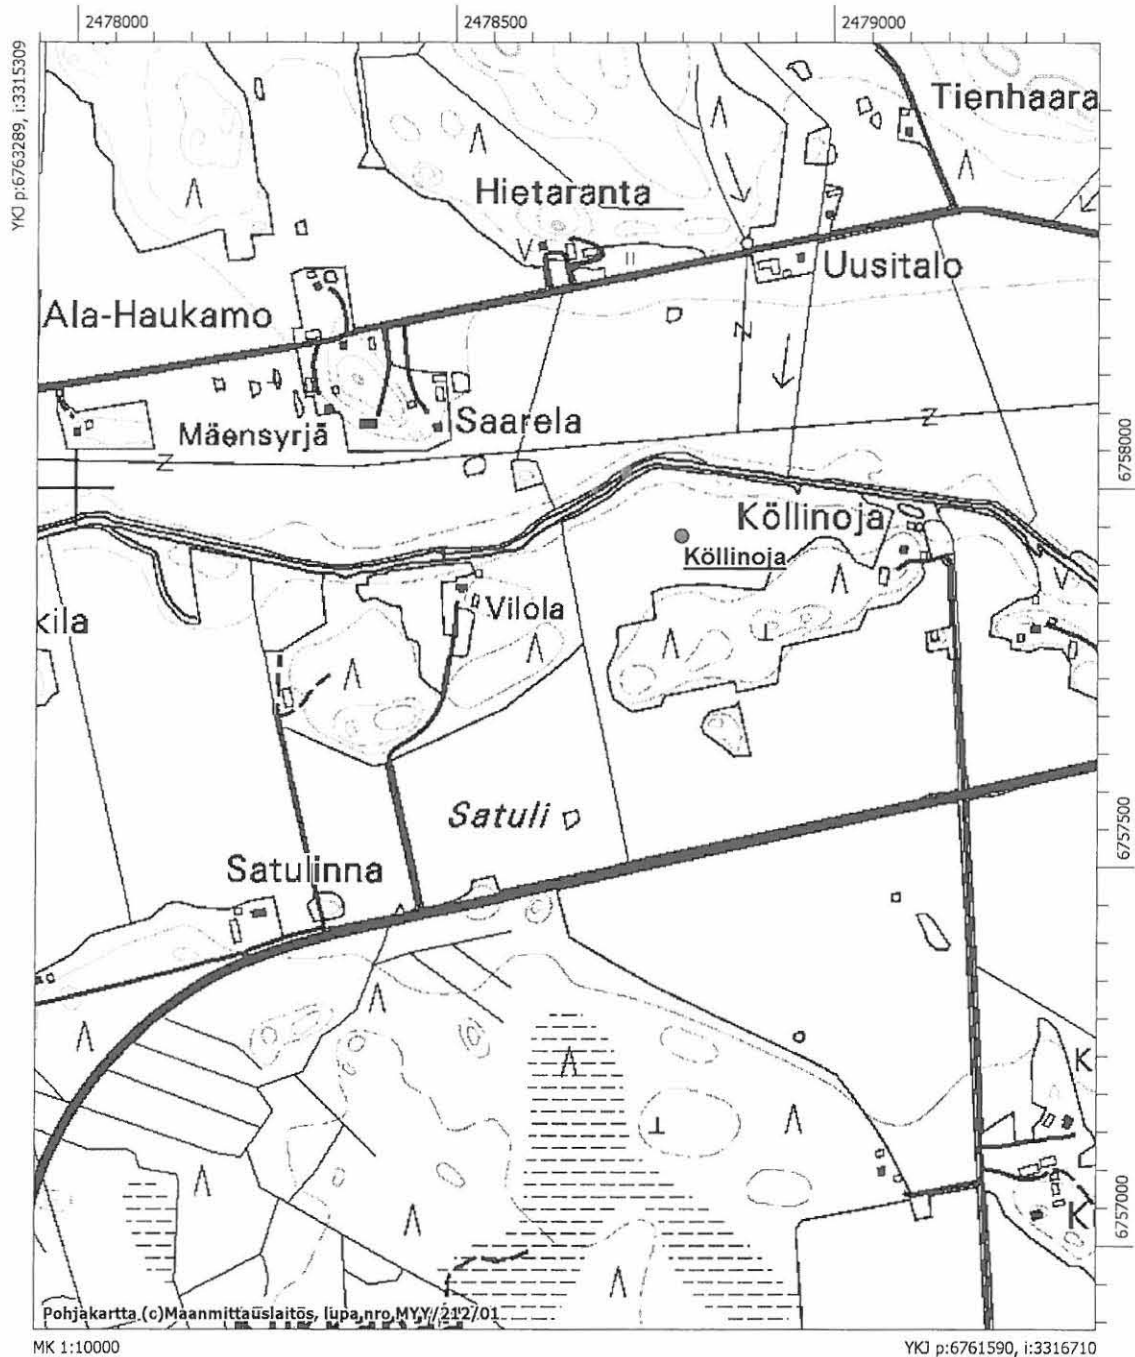 2478000
2478500
2479000
YKJ p:6763289, i:3315309
Tienhaara
Hietaranta
Uusitalo
Ala-Haukamo
Saarela
Mäensyrjä
6758000
Köllinoja
Köllinoja
Vilola
kila
Satuli
6757500
Satulinna
K
6757000
K
Pohjakartta (c)Maanmittauslaitos, lupa nro MYY/212/01
MK 1:10000
YKJ p:6761590, i:3316710